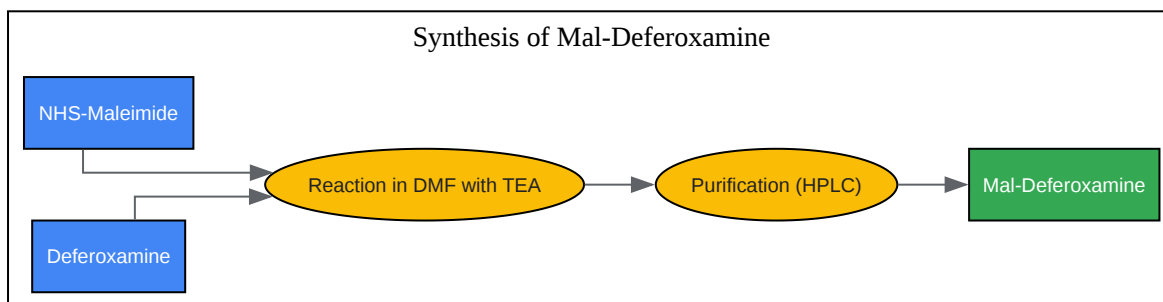 Synthesis of Mal-Deferoxamine
NHS-Maleimide
Deferoxamine
Reaction in DMF with TEA
Purification (HPLC)
Mal-Deferoxamine